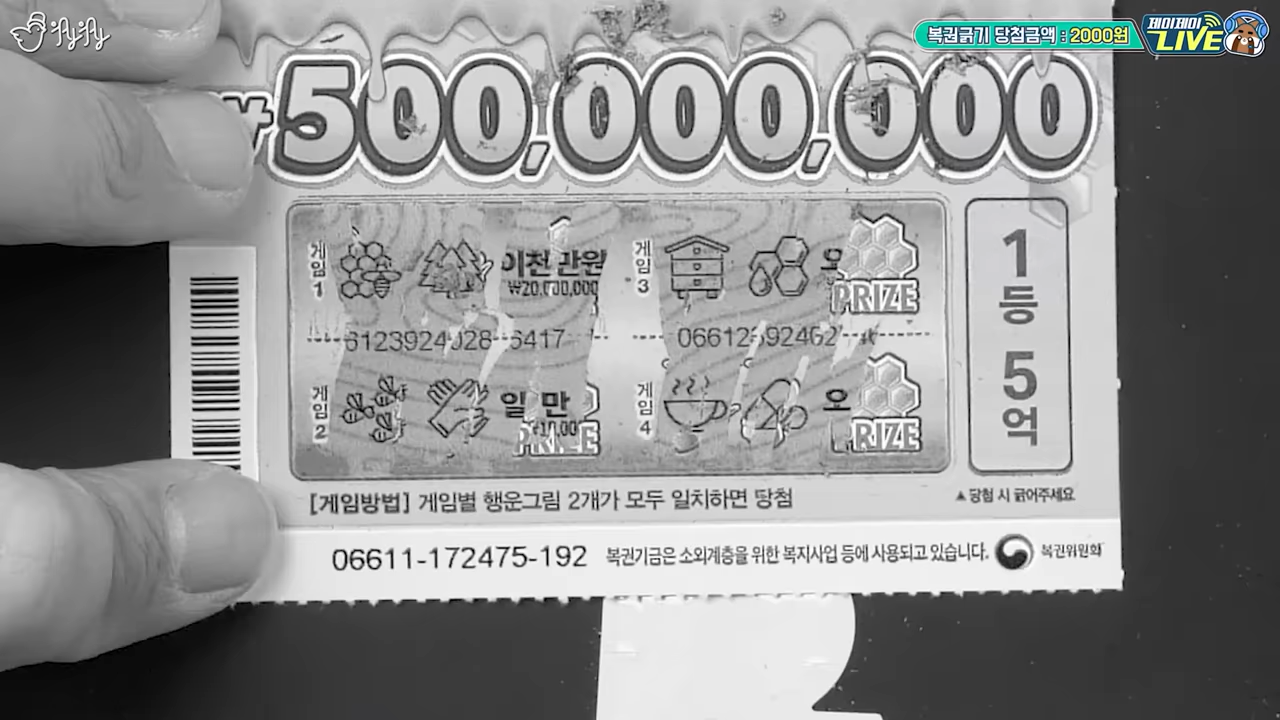 복권긁기 당첨금액 : 2000원
제이제이 LIVE
₩500,000,000
게임1
이천만원
₩20,000,000
게임3
오
PRIZE
게임2
일만
PRIZE
게임4
오
PRIZE
1등 5억
[게임방법] 게임별 행운그림 2개가 모두 일치하면 당첨
▲당첨 시 긁어주세요
06611-172475-192
복권기금은 소외계층을 위한 복지사업 등에 사용되고 있습니다.
복권위원회